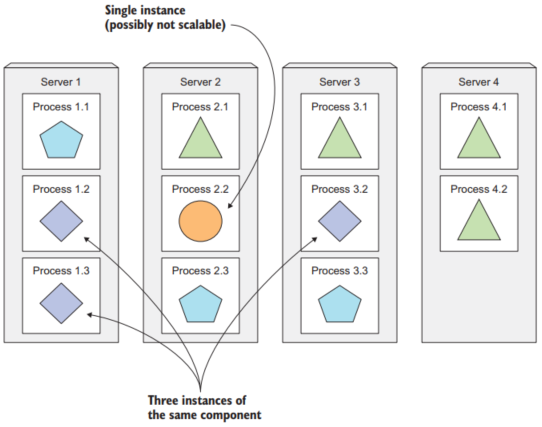 Single instance
(possibly not scalable)
Server 1
Server 2
Server 3
Server 4
Process 1.1
Process 2.1
Process 3.1
Process 4.1
Process 1.2
Process 2.2
Process 3.2
Process 4.2
Process 1.3
Process 2.3
Process 3.3
Three instances of
the same component